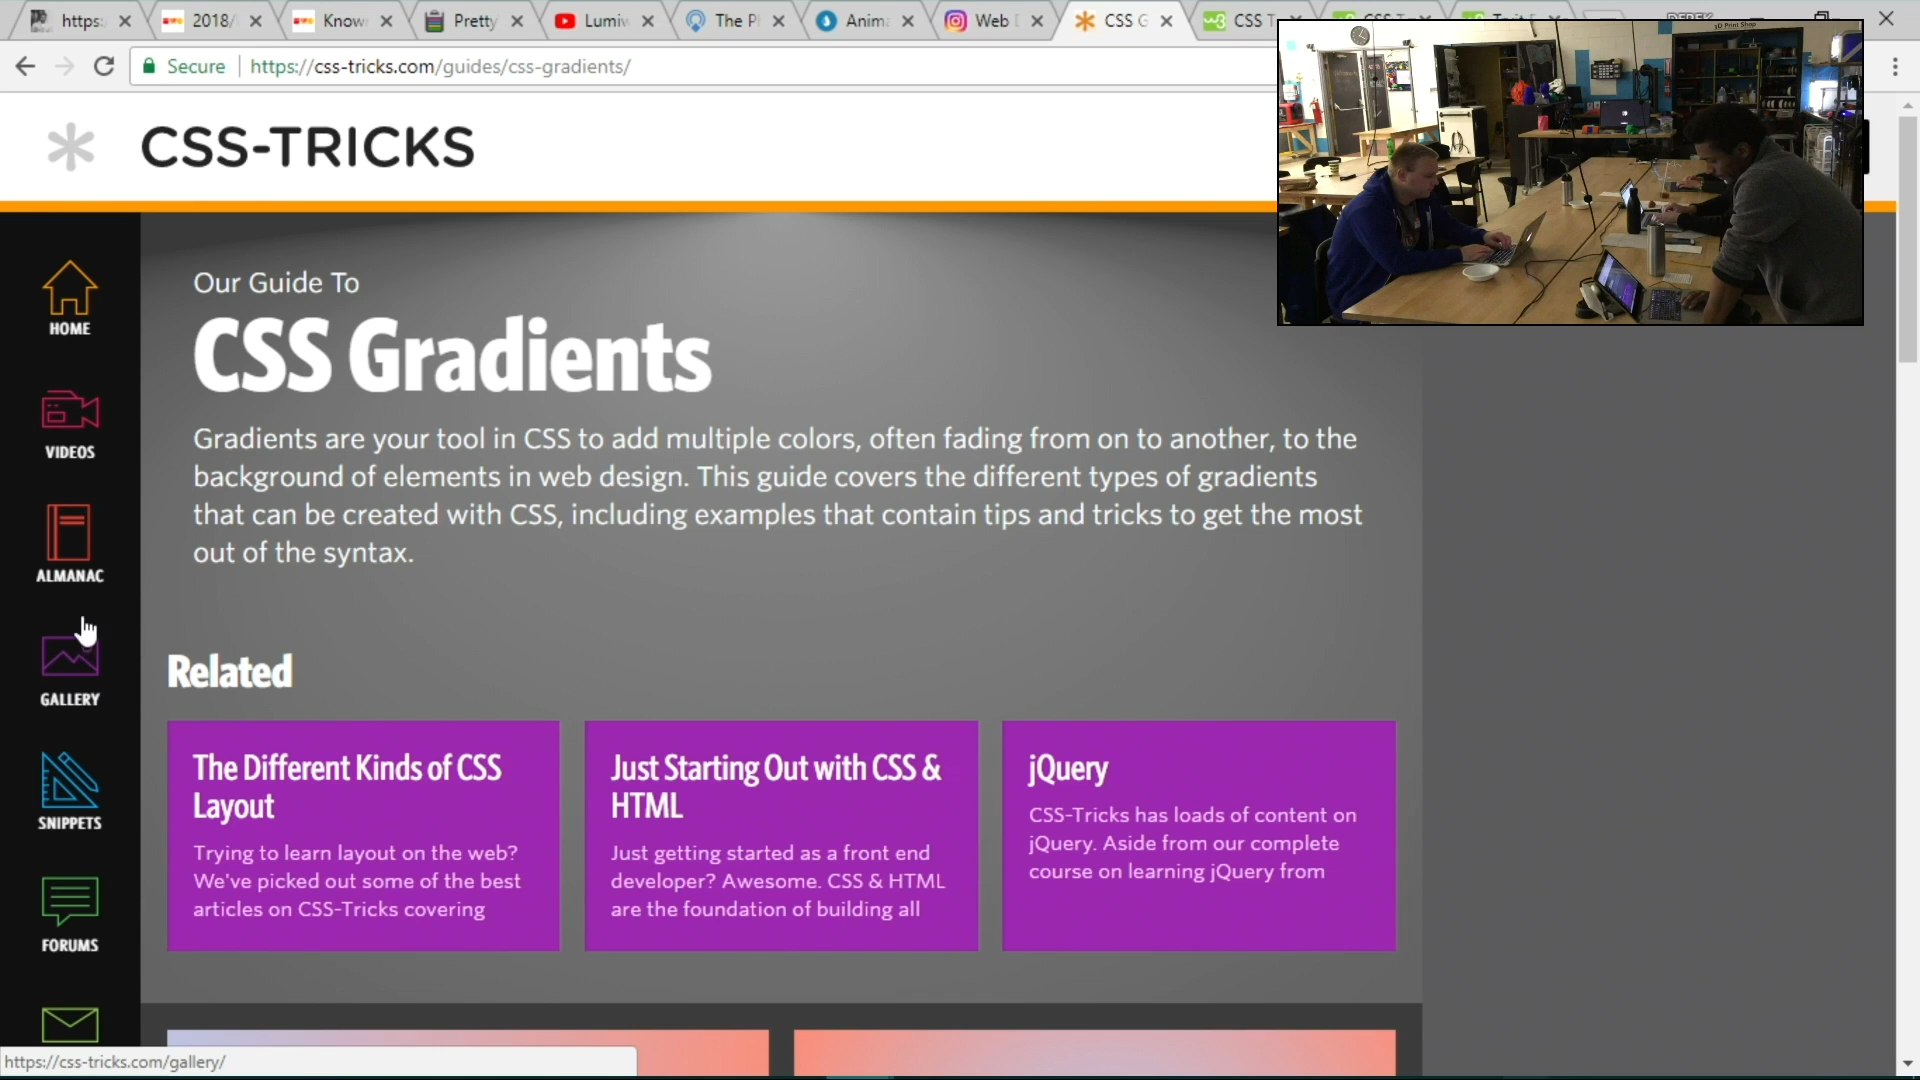 https:
2018/
Know
Pretty
Lumiv
The P
Anima
Web
CSS G
CSS T
Secure
https://css-tricks.com/guides/css-gradients/
3D Print Shop
CSS-TRICKS
HOME
VIDEOS
ALMANAC
GALLERY
SNIPPETS
FORUMS
Our Guide To
CSS Gradients
Gradients are your tool in CSS to add multiple colors, often fading from on to another, to the
background of elements in web design. This guide covers the different types of gradients
that can be created with CSS, including examples that contain tips and tricks to get the most
out of the syntax.
Related
The Different Kinds of CSS
Layout
Trying to learn layout on the web?
We've picked out some of the best
articles on CSS-Tricks covering
Just Starting Out with CSS &
HTML
Just getting started as a front end
developer? Awesome. CSS & HTML
are the foundation of building all
jQuery
CSS-Tricks has loads of content on
jQuery. Aside from our complete
course on learning jQuery from
https://css-tricks.com/gallery/